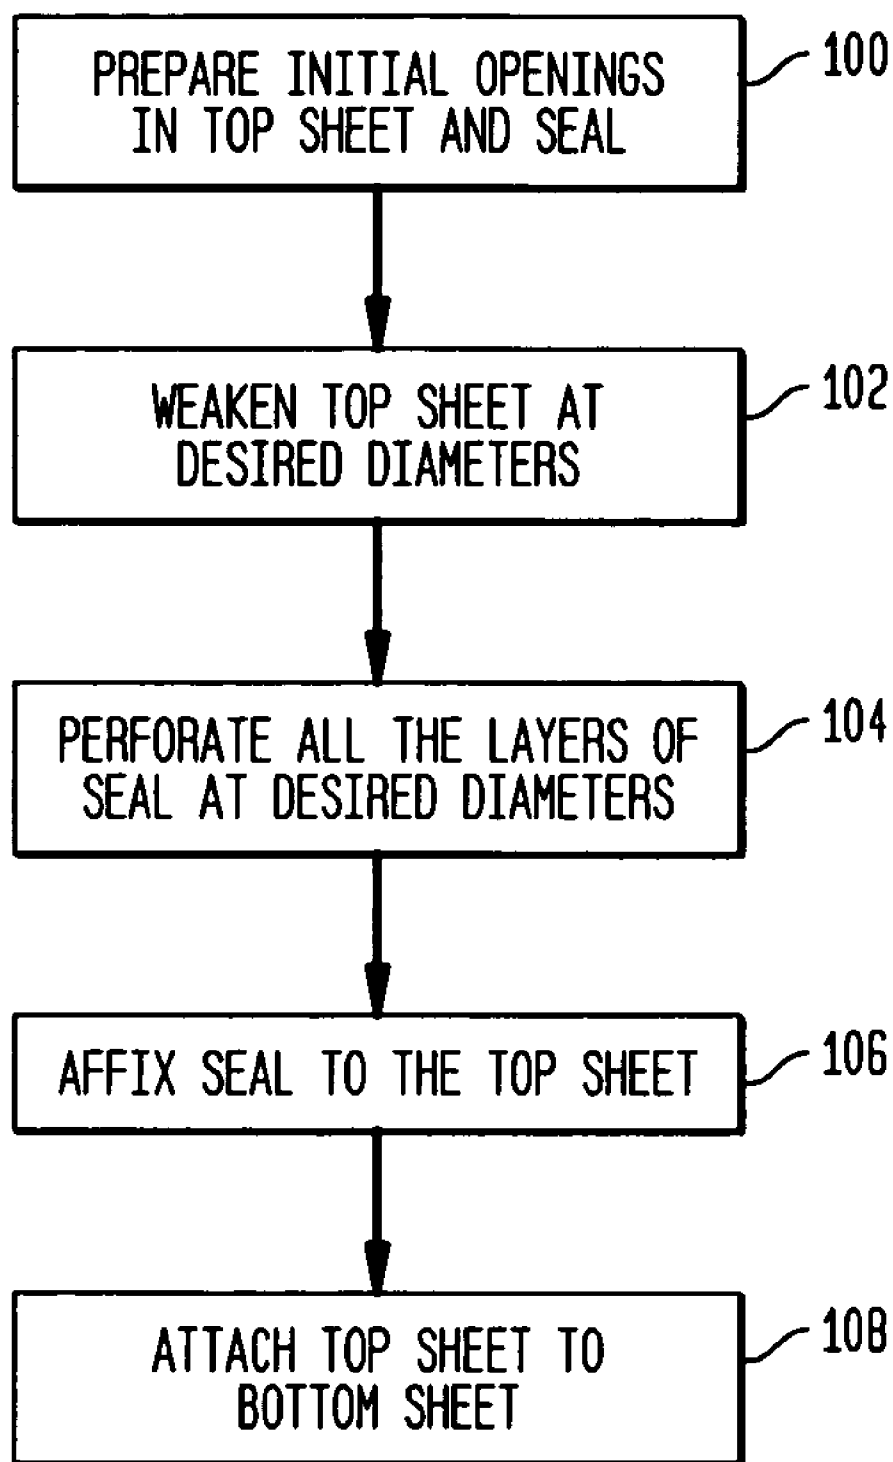 PREPARE INITIAL OPENINGS
IN TOP SHEET AND SEAL
100
WEAKEN TOP SHEET AT
DESIRED DIAMETERS
102
PERFORATE ALL THE LAYERS OF
SEAL AT DESIRED DIAMETERS
104
AFFIX SEAL TO THE TOP SHEET
106
ATTACH TOP SHEET TO
BOTTOM SHEET
108